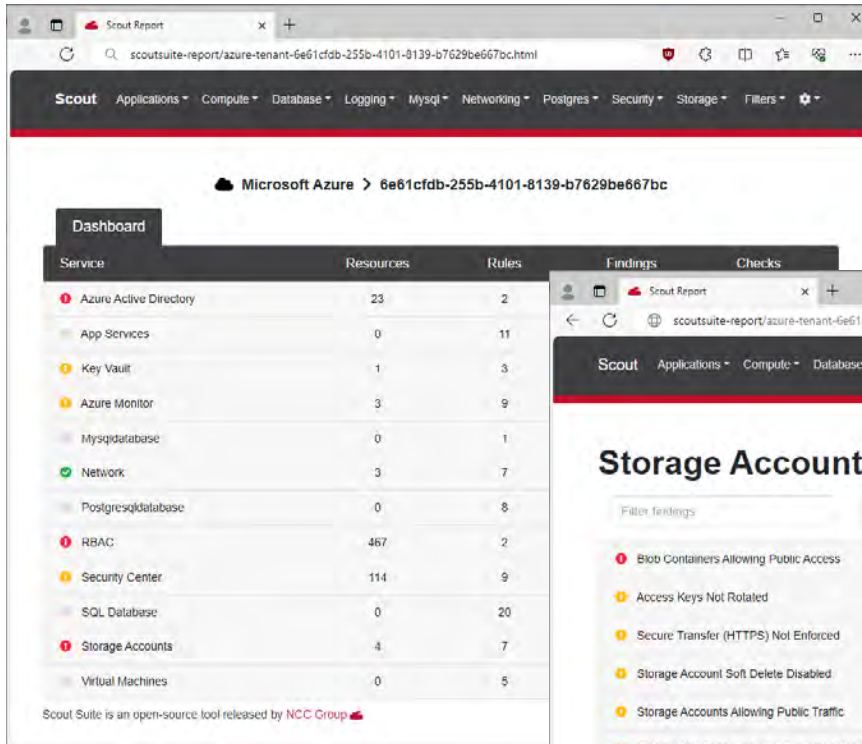 Scout Report
scoutsuite-report/azure-tenant-6e61cfdb-255b-4101-8139-b7629be667bc.html
Scout Applications Compute Database Logging Mysql Networking Postgres Security Storage Filters
Microsoft Azure > 6e61cfdb-255b-4101-8139-b7629be667bc
Dashboard
Service Resources Rules Findings Checks
Azure Active Directory 23 2
App Services 0 11
Key Vault 1 3
Azure Monitor 3 9
Mysqldatabase 0 1
Network 3 7
Postgresqldatabase 0 8
RBAC 467 2
Security Center 114 9
SQL Database 0 20
Storage Accounts 4 7
Virtual Machines 0 5
Scout Suite is an open-source tool released by NCC Group
Scout Report
scoutsuite-report/azure-tenant-6e61
Scout Applications Compute Database
Storage Account
Filter findings
Blob Containers Allowing Public Access
Access Keys Not Rotated
Secure Transfer (HTTPS) Not Enforced
Storage Account Soft Delete Disabled
Storage Accounts Allowing Public Traffic